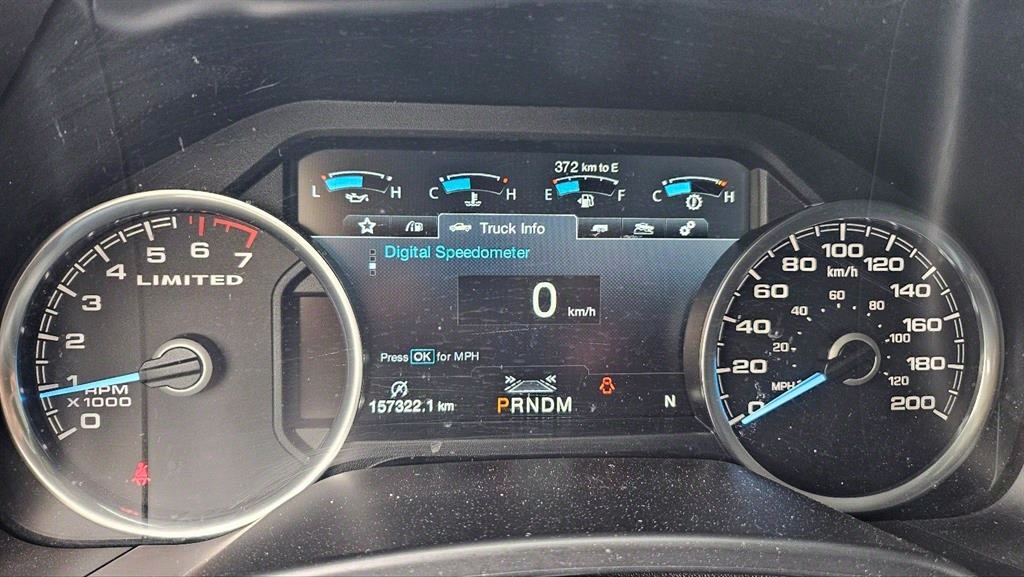 372 km to E
L H
C H
E F
C H
Truck Info
Digital Speedometer
0 km/h
Press OK for MPH
157322.1 km
PRNDM
N
LIMITED
0 1 2 3 4 5 6 7
RPM
X1000
0 20 40 60 80 100 120 140 160 180 200
km/h
20 40 60 80 100 120
MPH